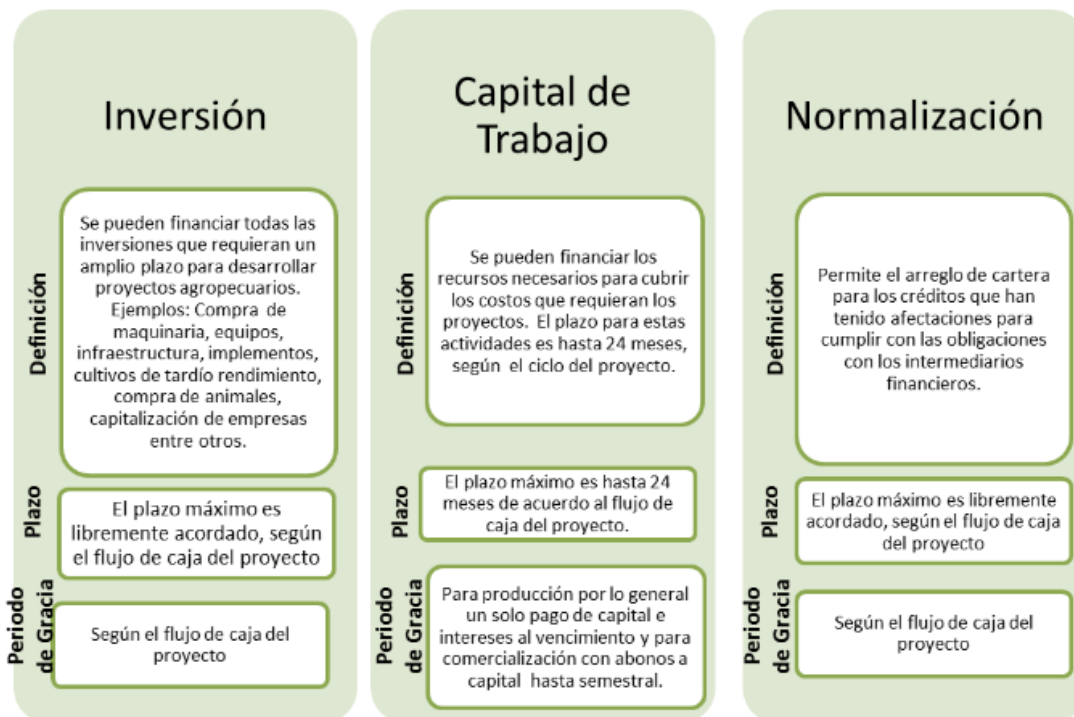 Inversión
Definición
Se pueden financiar todas las
inversiones que requieran un
amplio plazo para desarrollar
proyectos agropecuarios.
Ejemplos: Compra de
maquinaria, equipos,
infraestructura, implementos,
cultivos de tardío rendimiento,
compra de animales,
capitalización de empresas
entre otros.
Plazo
El plazo máximo es
libremente acordado, según
el flujo de caja del proyecto
Periodo
de Gracia
Según el flujo de caja del
proyecto
Capital de
Trabajo
Definición
Se pueden financiar los
recursos necesarios para cubrir
los costos que requieran los
proyectos. El plazo para estas
actividades es hasta 24 meses,
según el ciclo del proyecto.
Plazo
El plazo máximo es hasta 24
meses de acuerdo al flujo de
caja del proyecto.
Periodo
de Gracia
Para producción por lo general
un solo pago de capital e
intereses al vencimiento y para
comercialización con abonos a
capital hasta semestral.
Normalización
Definición
Permite el arreglo de cartera
para los créditos que han
tenido afectaciones para
cumplir con las obligaciones
con los intermediarios
financieros.
Plazo
El plazo máximo es libremente
acordado, según el flujo de caja
del proyecto
Periodo
de Gracia
Según el flujo de caja del
proyecto